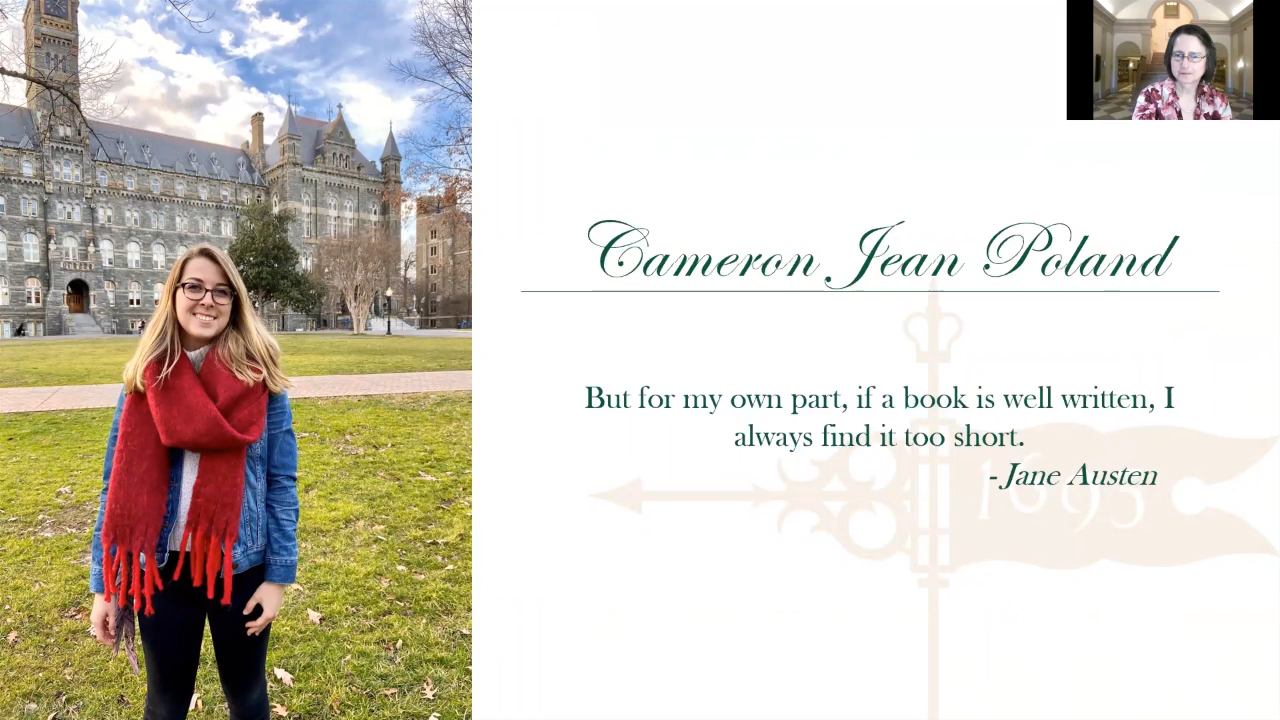 Cameron Jean Poland
But for my own part, if a book is well written, I
always find it too short.
- Jane Austen
1695